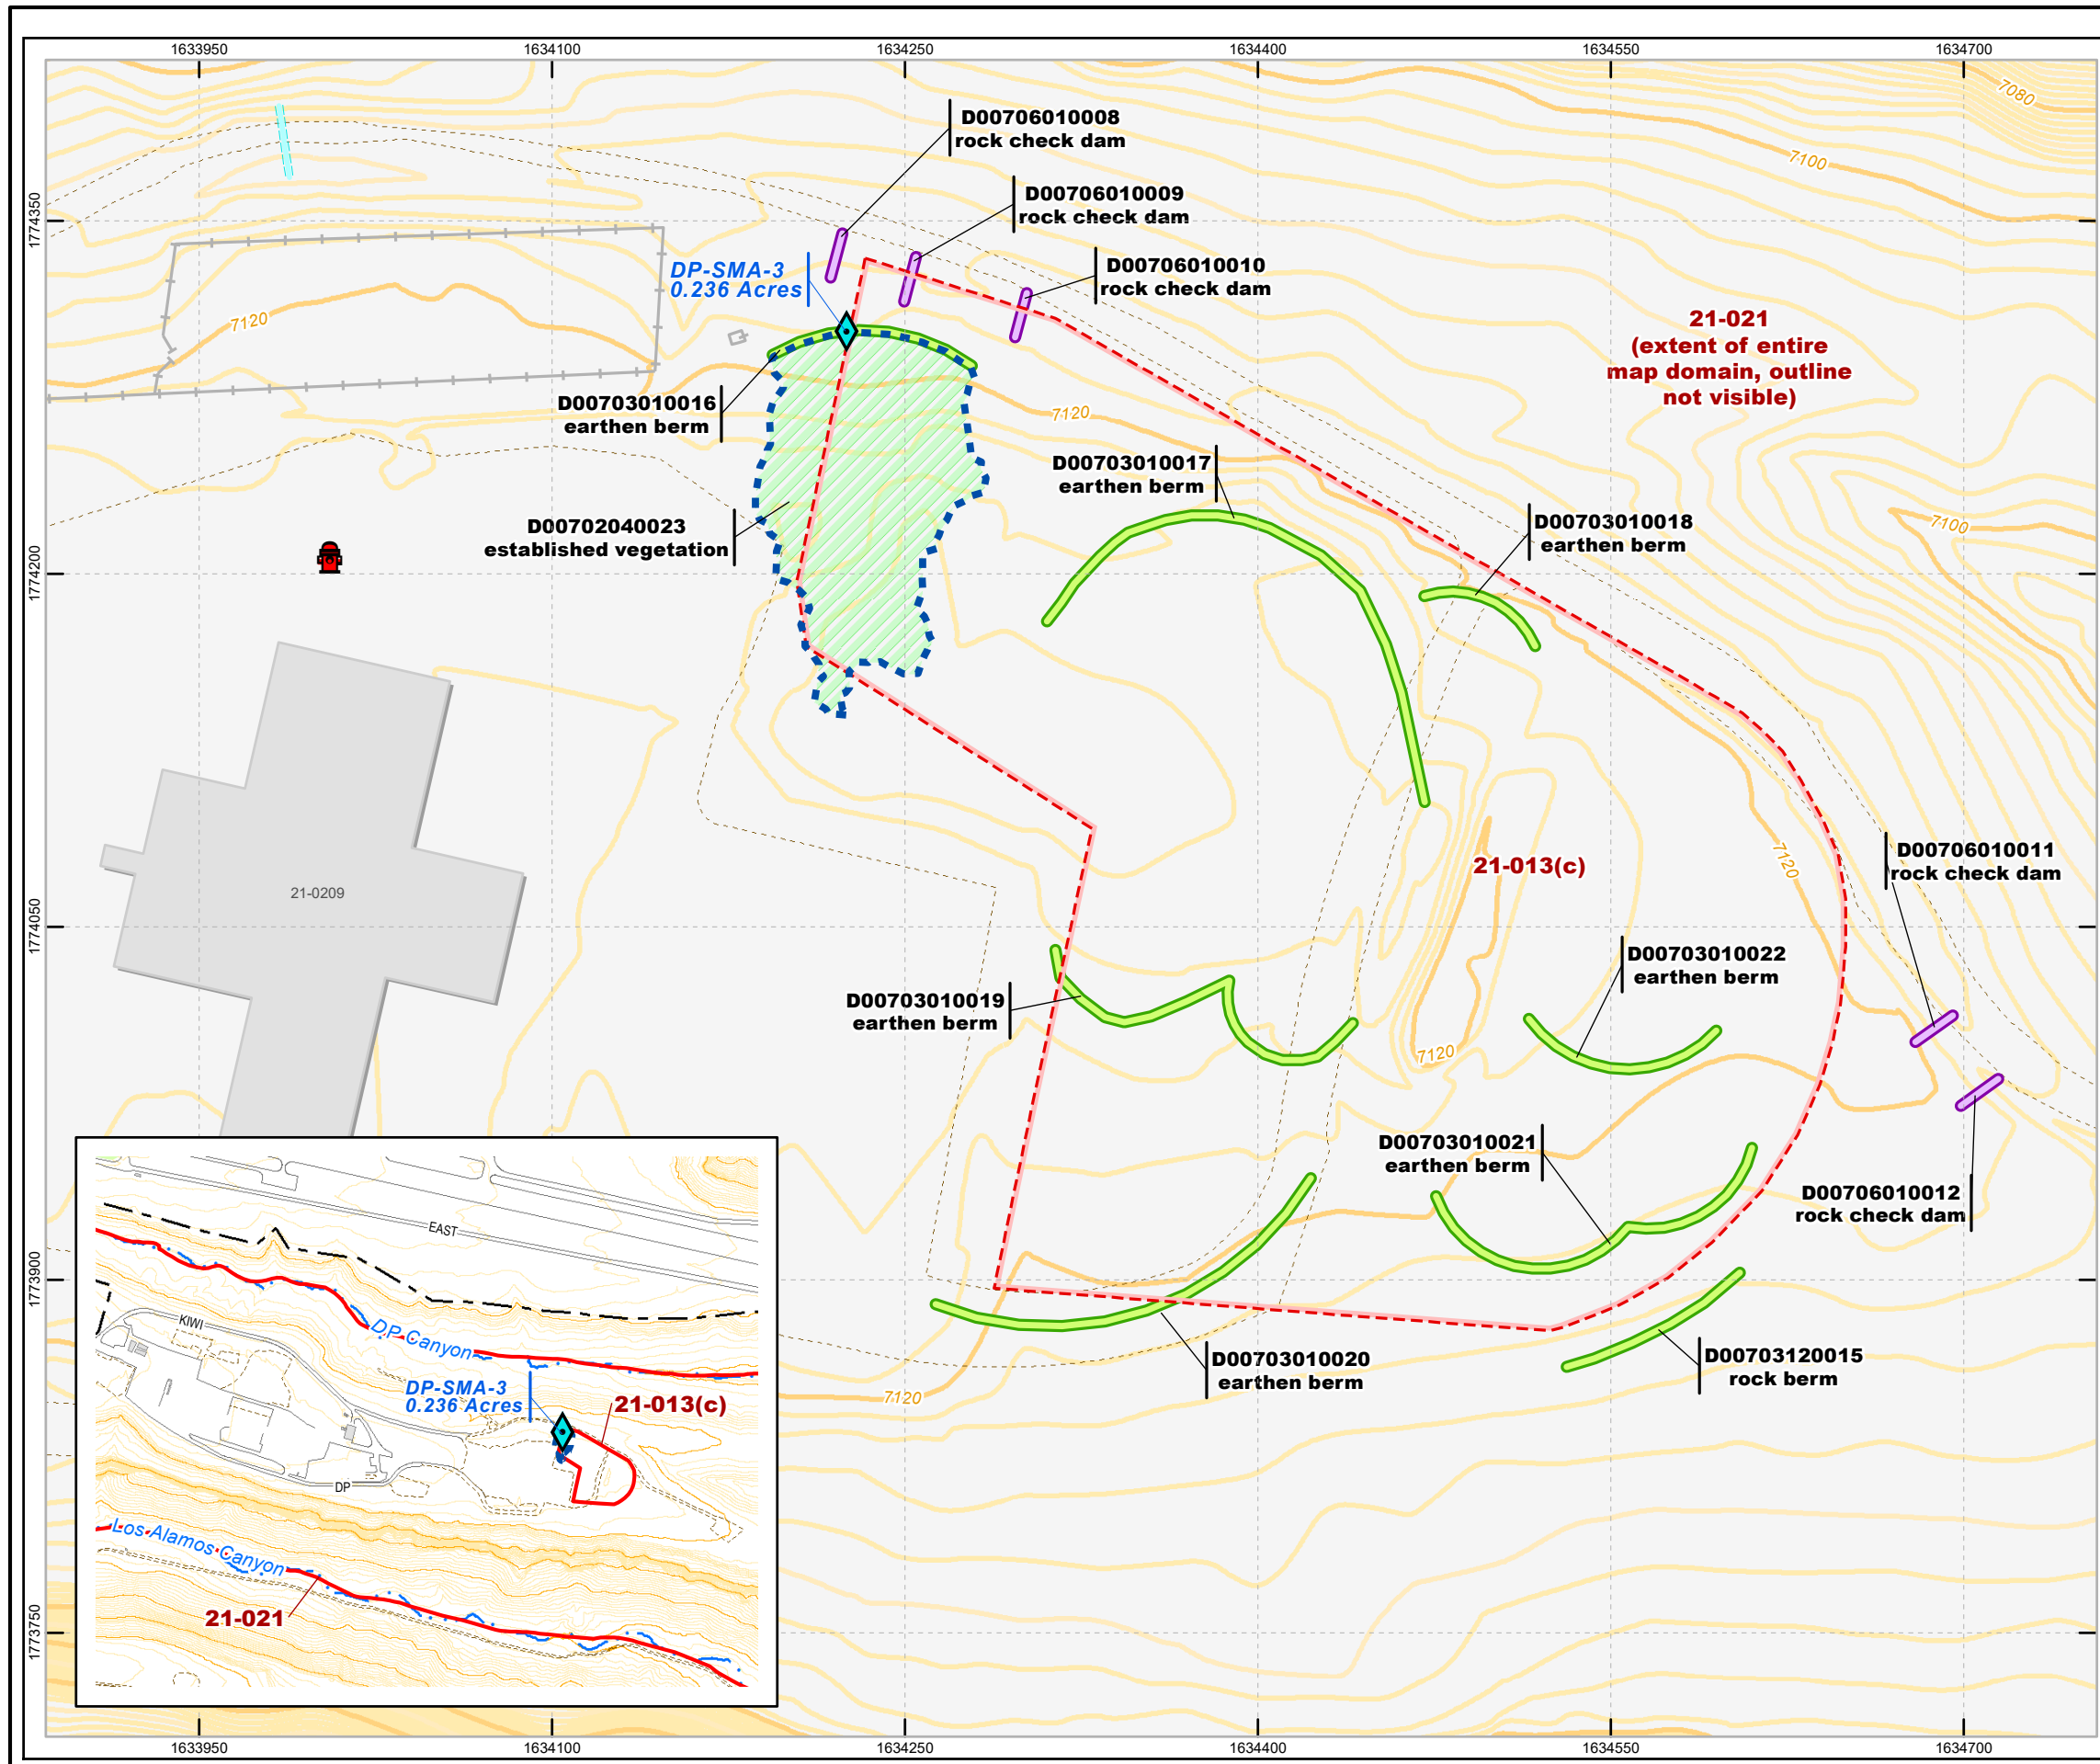 1633950 1634100 1634250 1634400 1634550 1634700
7080
D00706010008
rock check dam
7100
D00706010009
rock check dam
1774350
DP-SMA-3
0.236 Acres
D00706010010
rock check dam
7120
21-021
(extent of entire
map domain, outline
not visible)
D00703010016
earthen berm
7120
D00703010017
earthen berm
D00702040023
established vegetation
D00703010018
earthen berm
7100
1774200
21-0209
21-013(c)
7120
D00706010011
rock check dam
1774050
D00703010019
earthen berm
D00703010022
earthen berm
7120
D00703010021
earthen berm
D00706010012
rock check dam
1773900
D00703010020
earthen berm
D00703120015
rock berm
7120
EAST
KIWI
DP Canyon
DP-SMA-3
0.236 Acres
21-013(c)
DP
Los Alamos Canyon
21-021
1773750
1633950 1634100 1634250 1634400 1634550 1634700